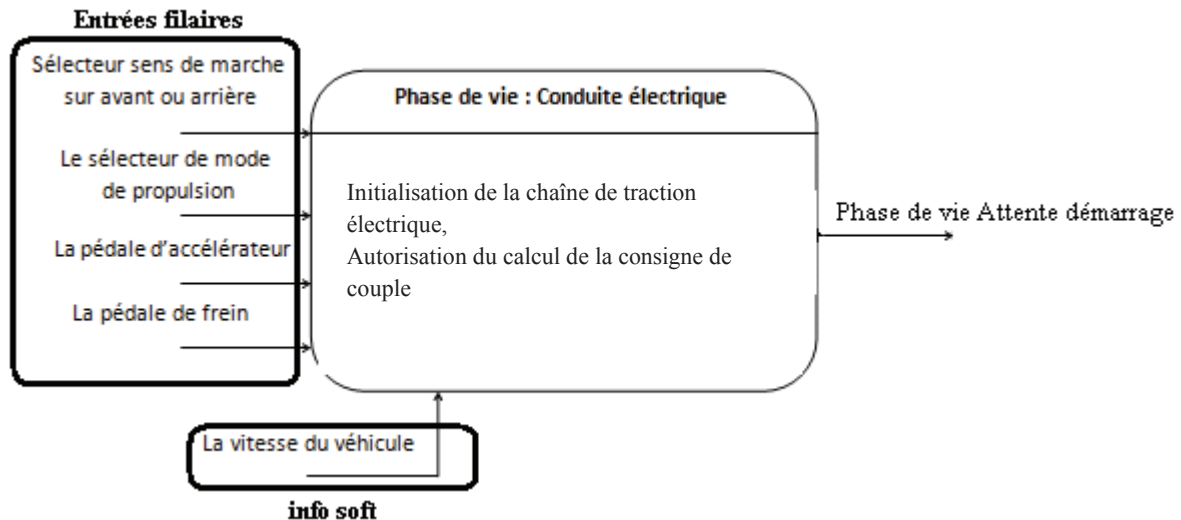 Entrées filaires
Sélecteur sens de marche
sur avant ou arrière
Le sélecteur de mode
de propulsion
La pédale d'accélérateur
La pédale de frein
Phase de vie : Conduite électrique
Initialisation de la chaîne de traction
électrique,
Autorisation du calcul de la consigne de
couple
Phase de vie Attente démarrage
La vitesse du véhicule
info soft